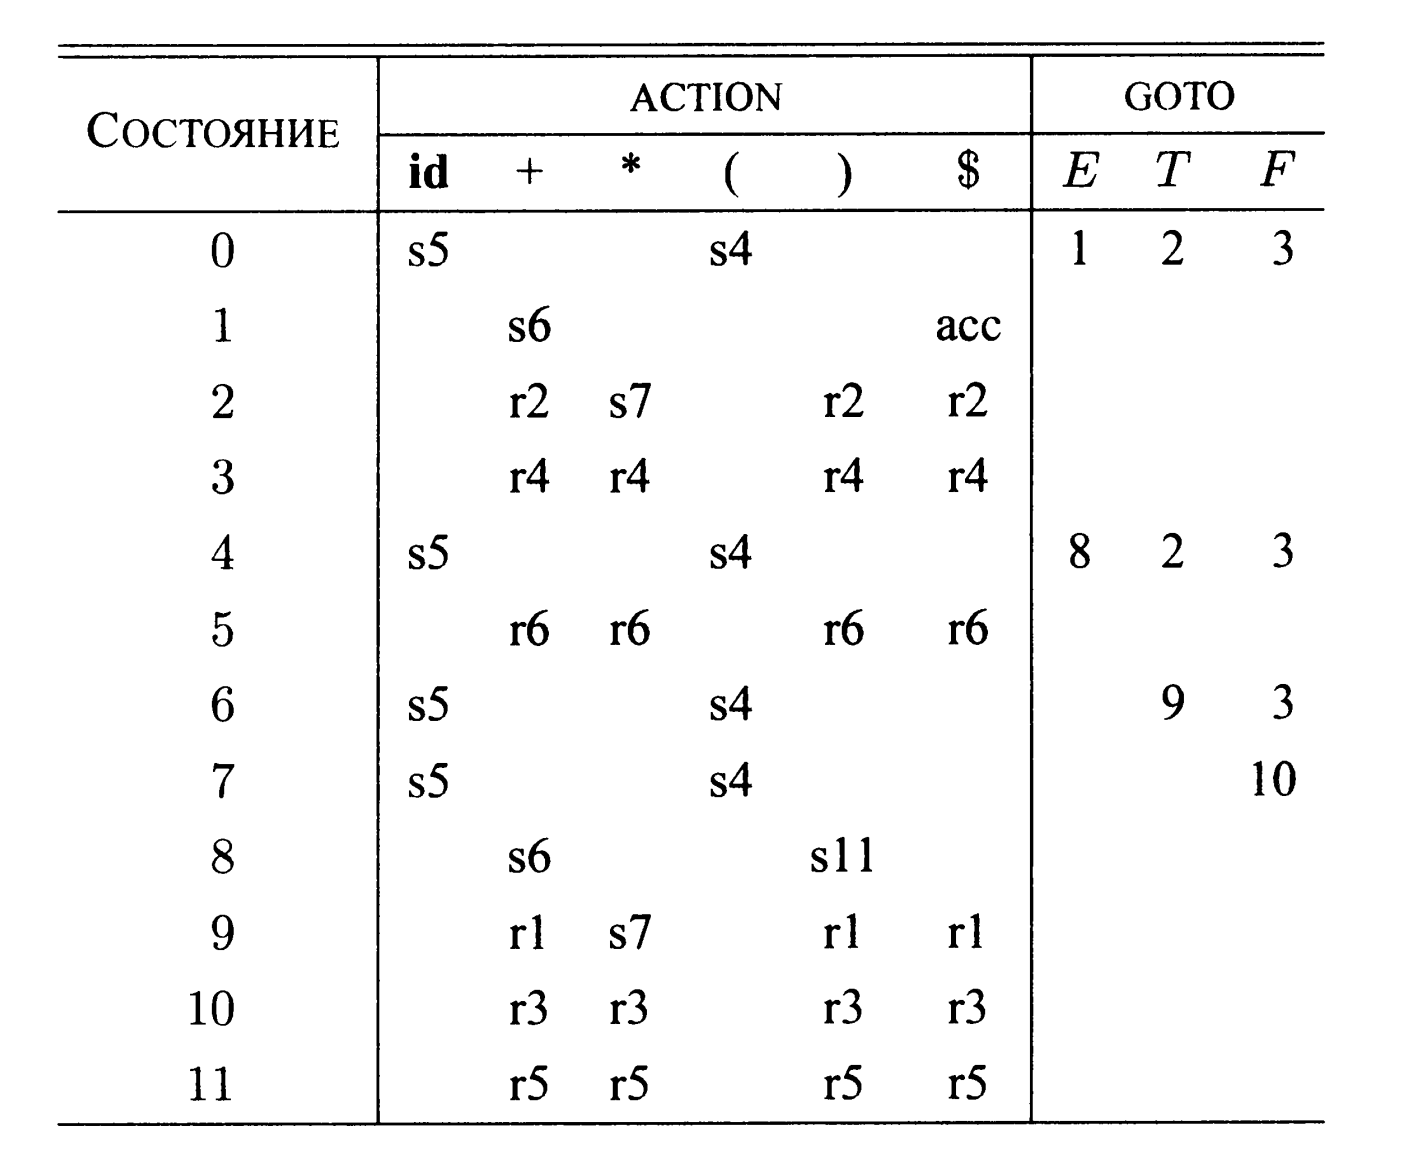 СОСТОЯНИЕ ACTION GOTO
id + * ( ) $ E T F
0 s5 s4 1 2 3
1 s6 acc
2 r2 s7 r2 r2
3 r4 r4 r4 r4
4 s5 s4 8 2 3
5 r6 r6 r6 r6
6 s5 s4 9 3
7 s5 s4 10
8 s6 s11
9 r1 s7 r1 r1
10 r3 r3 r3 r3
11 r5 r5 r5 r5